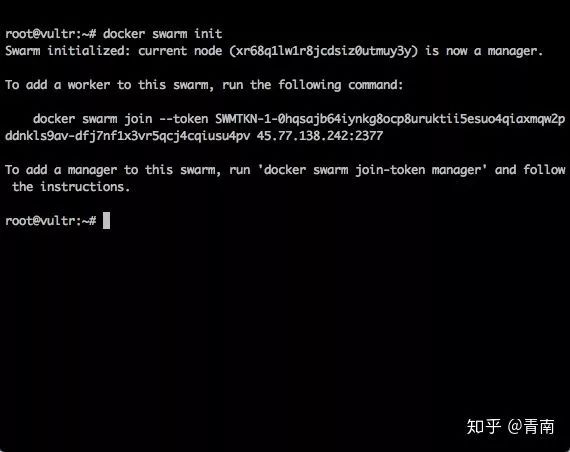 root@vultr:~# docker swarm init
Swarm initialized: current node (xr68q1lw1r8jcdsiz0utmuy3y) is now a manager.
To add a worker to this swarm, run the following command:
docker swarm join --token SWMTKN-1-0hqsajb64iynkg8ocp8uruktii5esuo4qiaxmqw2p
ddnkls9av-dfj7nf1x3vr5qcj4cqiusu4pv 45.77.138.242:2377
To add a manager to this swarm, run 'docker swarm join-token manager' and follow
the instructions.
root@vultr:~#
知乎 @青南